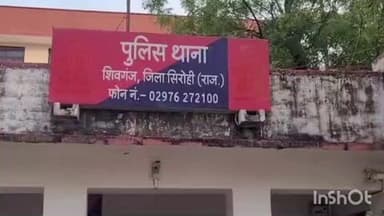 पुलिस थाना
शिवगंज, जिला सिरोही (राज.)
फोन नं.- 02976 272100
InShOt